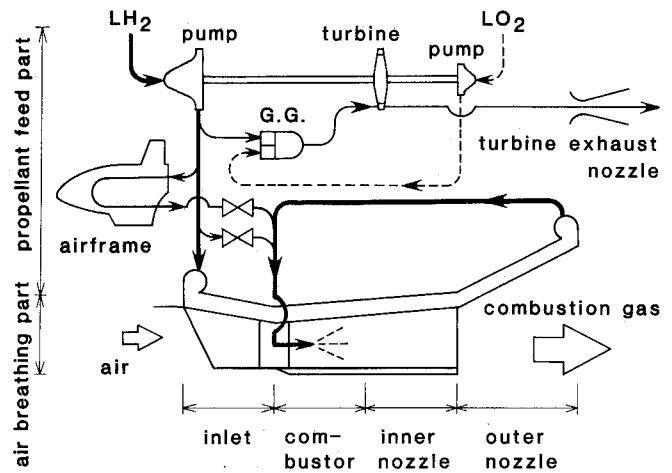 LH2
pump
turbine
LO2
pump
G.G.
turbine exhaust
nozzle
airframe
propellant feed part
air breathing part
air
combustion gas
inlet
com-
bustor
inner
nozzle
outer
nozzle